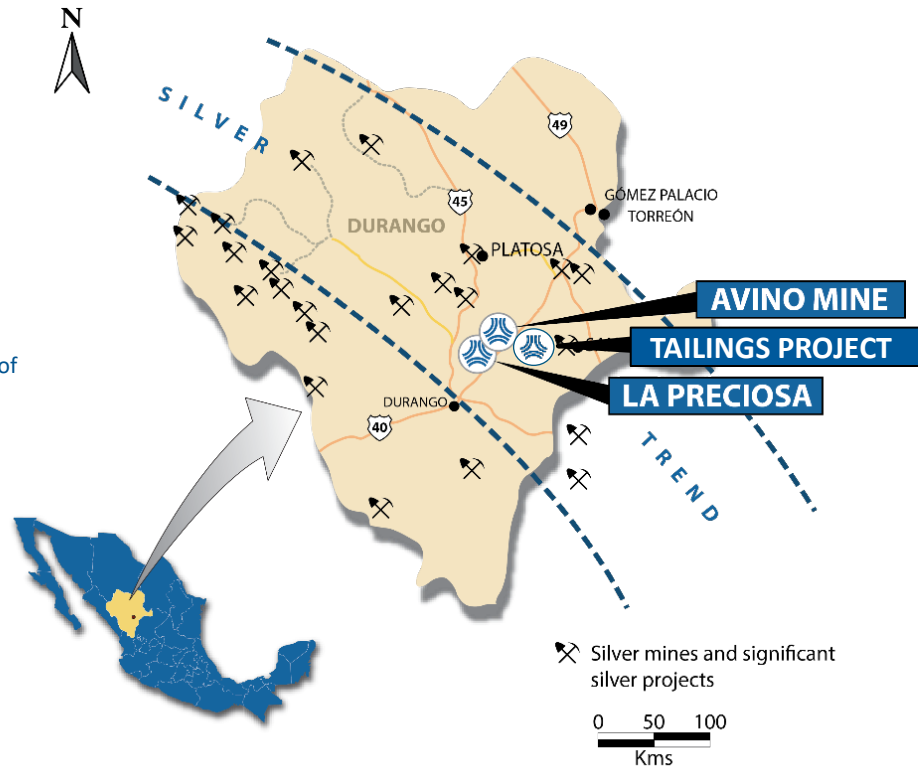 N
SILVER
49
GÓMEZ PALACIO
TORREÓN
45
DURANGO
PLATOSA
AVINO MINE
TAILINGS PROJECT
of
LA PRECIOSA
DURANGO
40
TREND
Silver mines and significant
silver projects
0 50 100
Kms